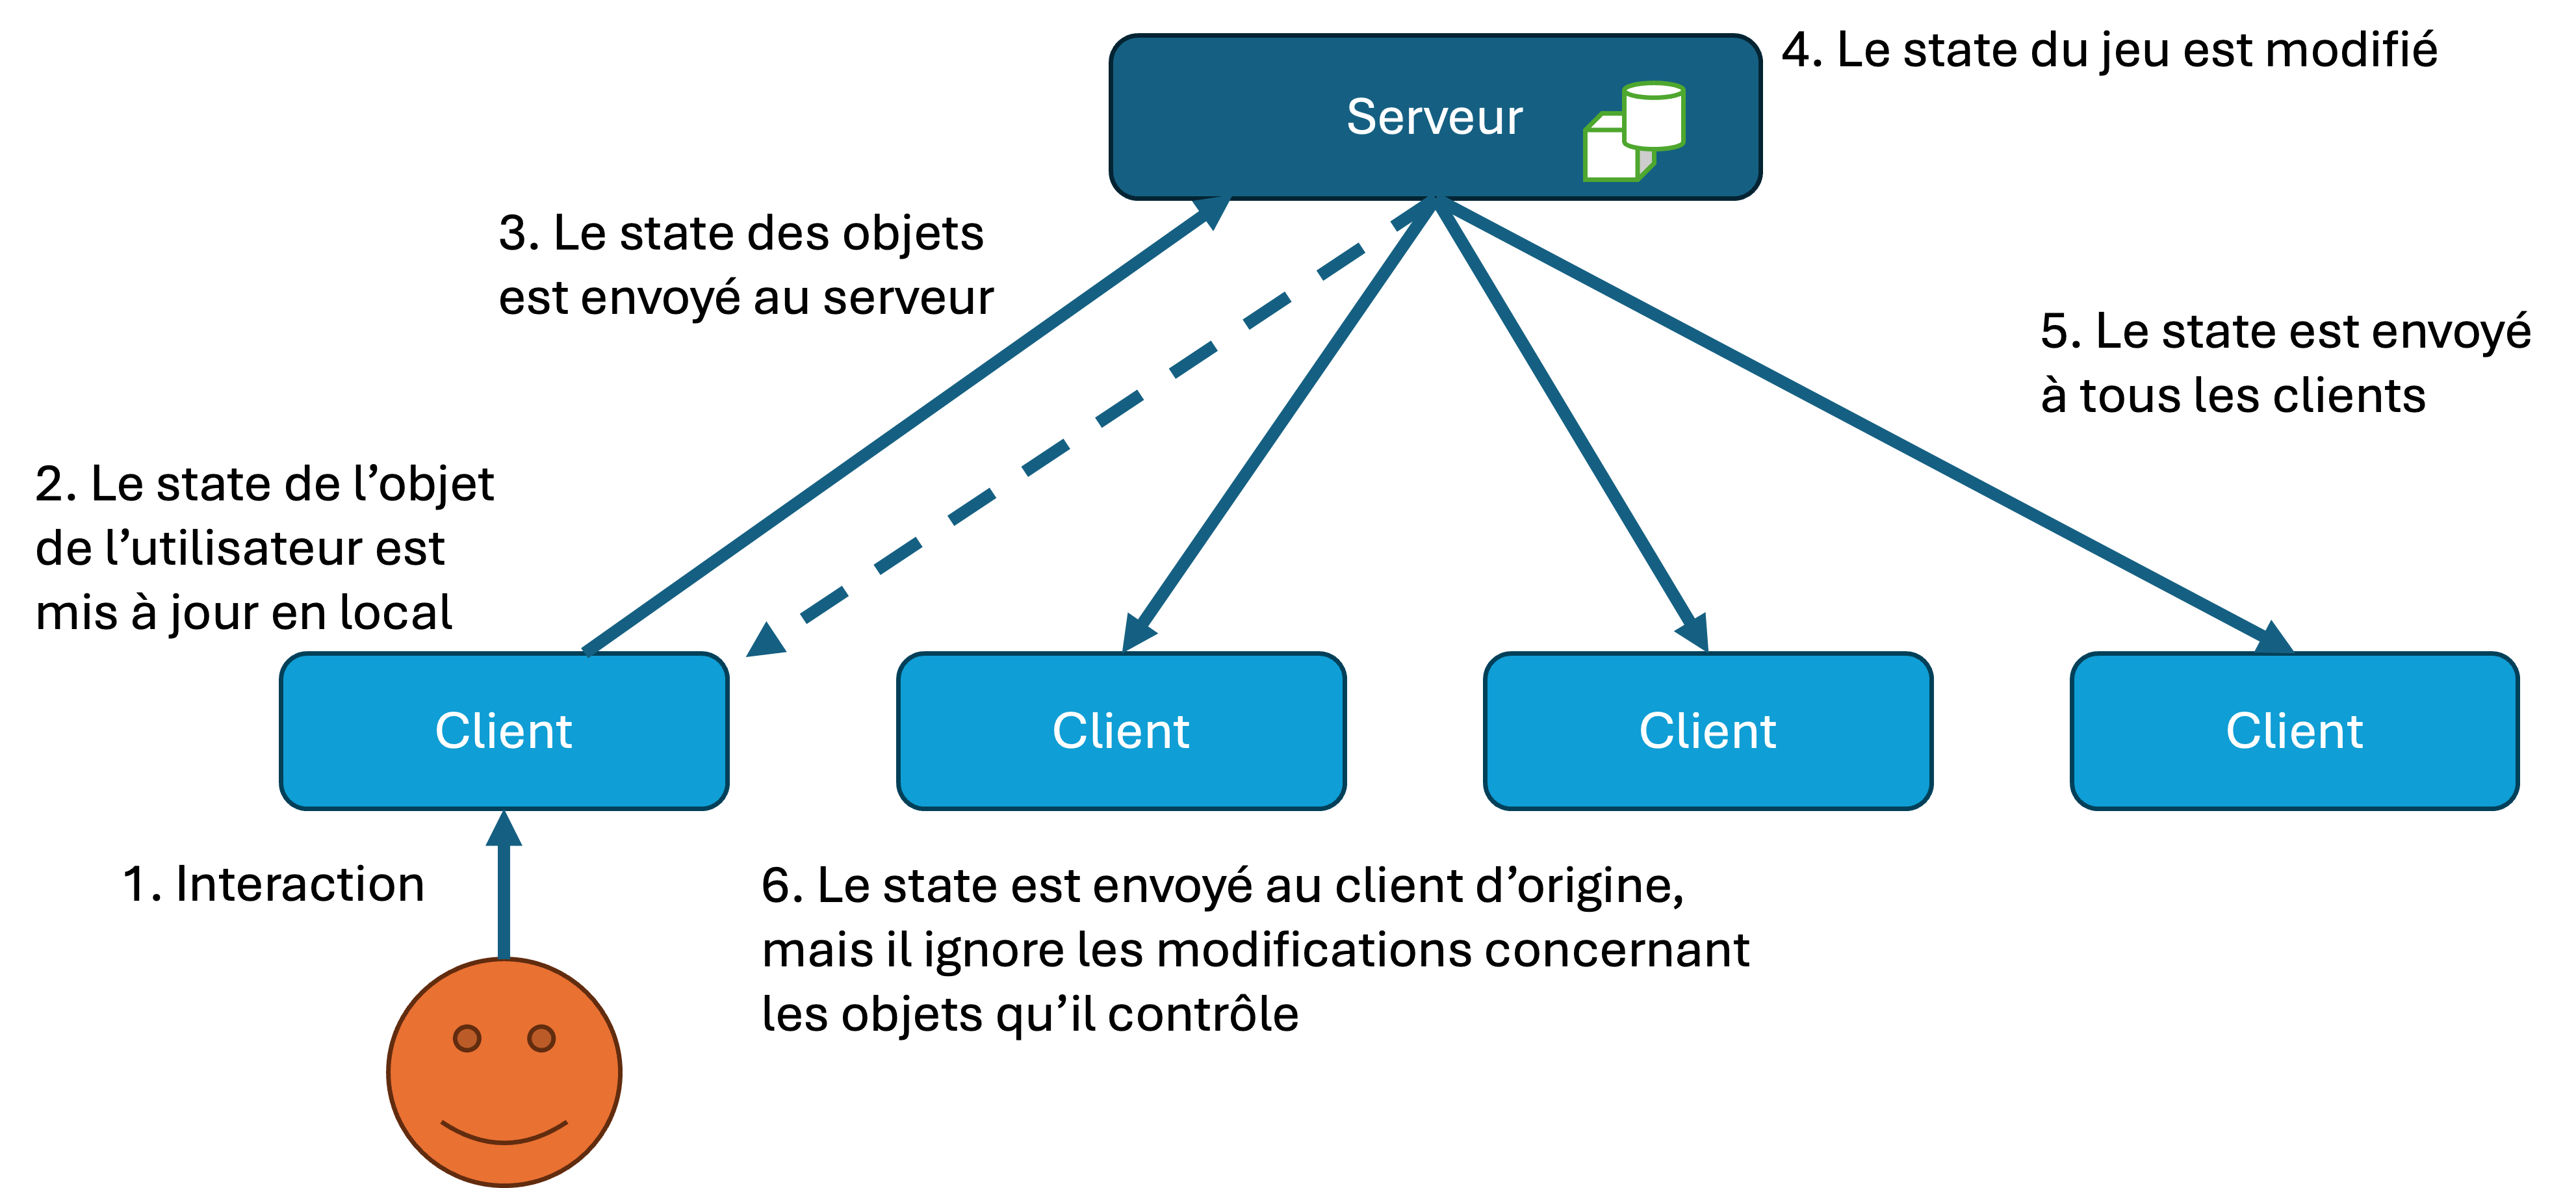 4. Le state du jeu est modifié
Serveur
3. Le state des objets
est envoyé au serveur
5. Le state est envoyé
à tous les clients
2. Le state de l’objet
de l’utilisateur est
mis à jour en local
Client
Client
Client
Client
1. Interaction
6. Le state est envoyé au client d’origine,
mais il ignore les modifications concernant
les objets qu’il contrôle